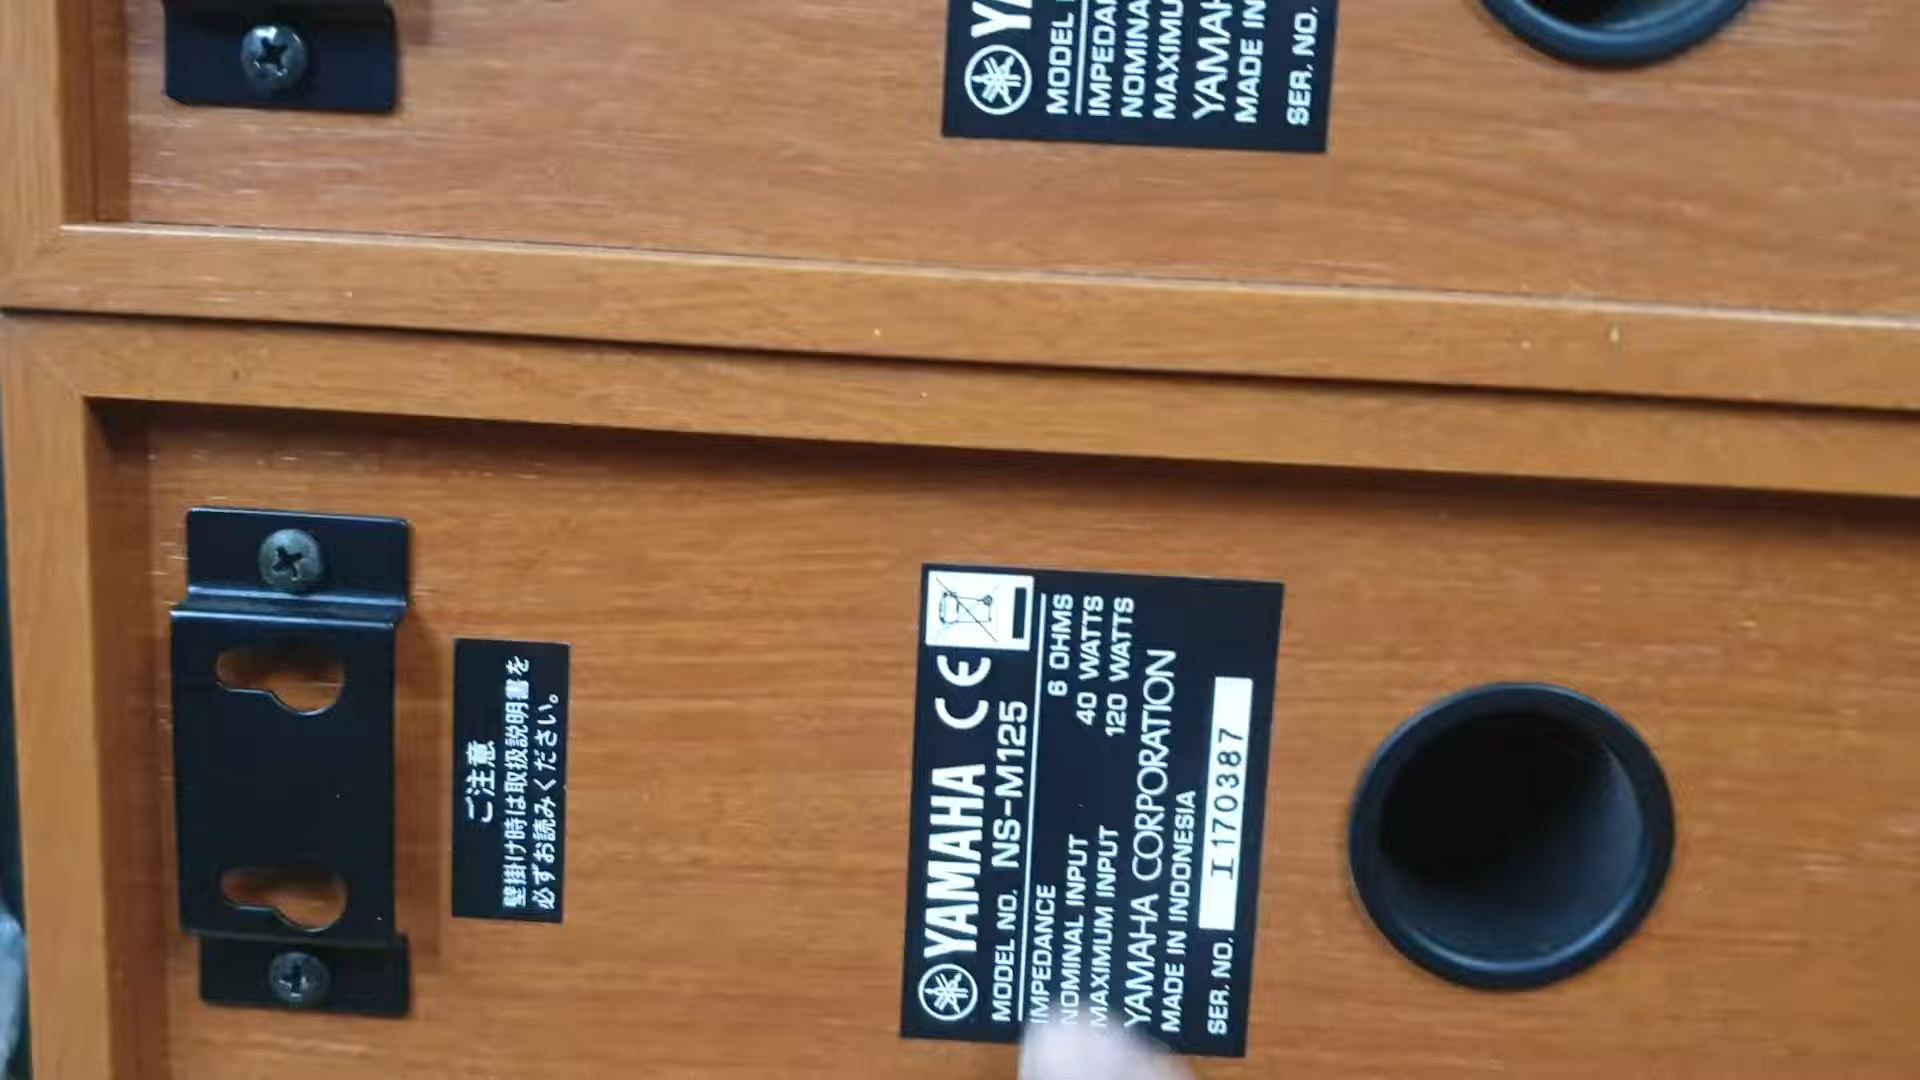 YA
MODEL
IMPEDA
NOMINA
MAXIMU
YAMAH
MADE IN
SER. NO.
ご注意
壁掛け時は取扱説明書を
必ずお読みください。
YAMAHA CE
MODEL NO. NS-M125
IMPEDANCE 6 OHMS
NOMINAL INPUT 40 WATTS
MAXIMUM INPUT 120 WATTS
YAMAHA CORPORATION
MADE IN INDONESIA
SER. NO. I170387